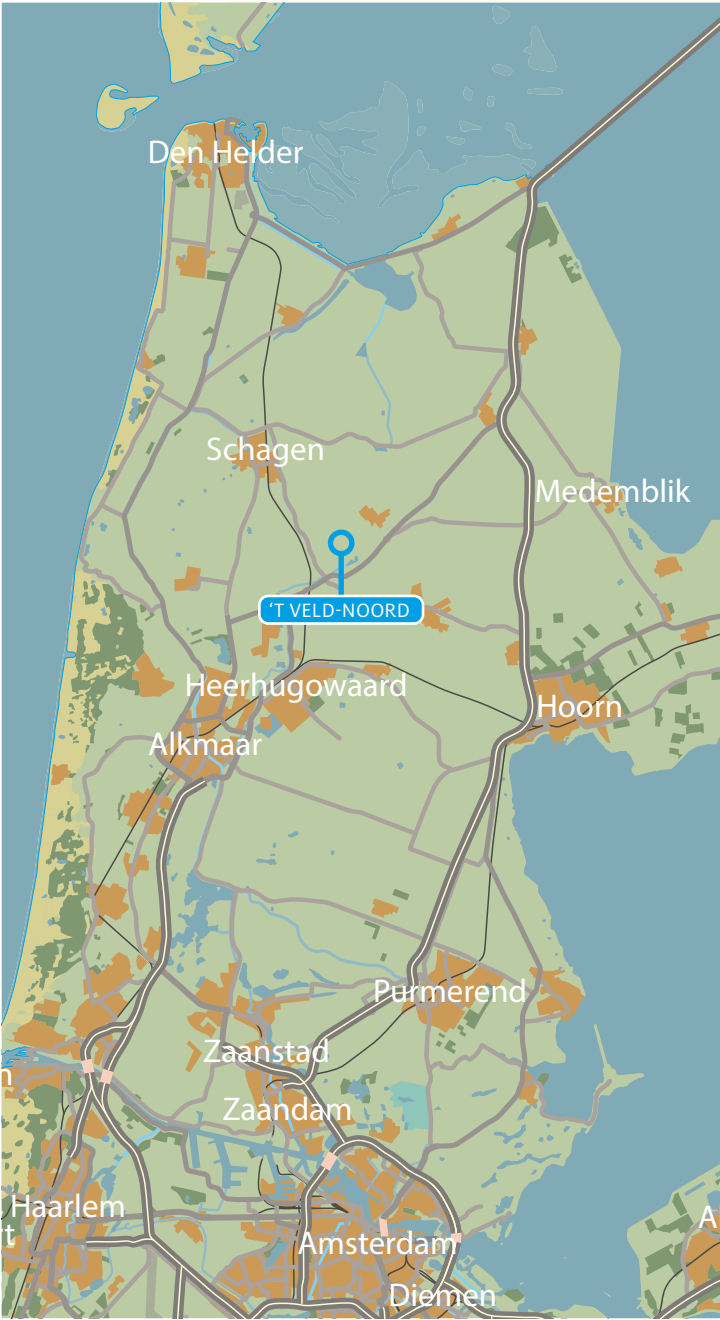 Den Helder
Schagen
Medemblik
‘T VELD-NOORD
Heerhugowaard
Hoorn
Alkmaar
Purmerend
Zaanstad
n
Zaandam
Haarlem
A
t
Amsterdam
Diemen